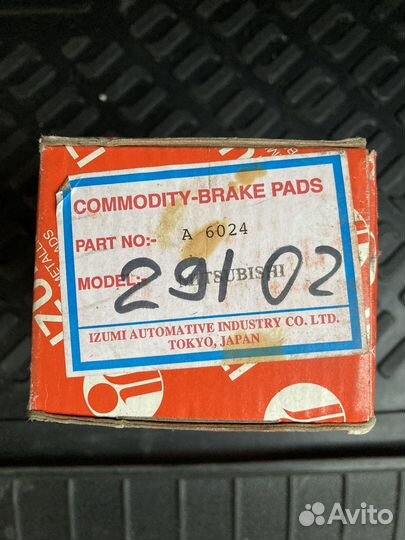 COMMODITY-BRAKE PADS
PART NO:- A 6024
MODEL:- MITSUBISHI
29102
IZUMI AUTOMATIVE INDUSTRY CO. LTD.
TOKYO, JAPAN
Avito